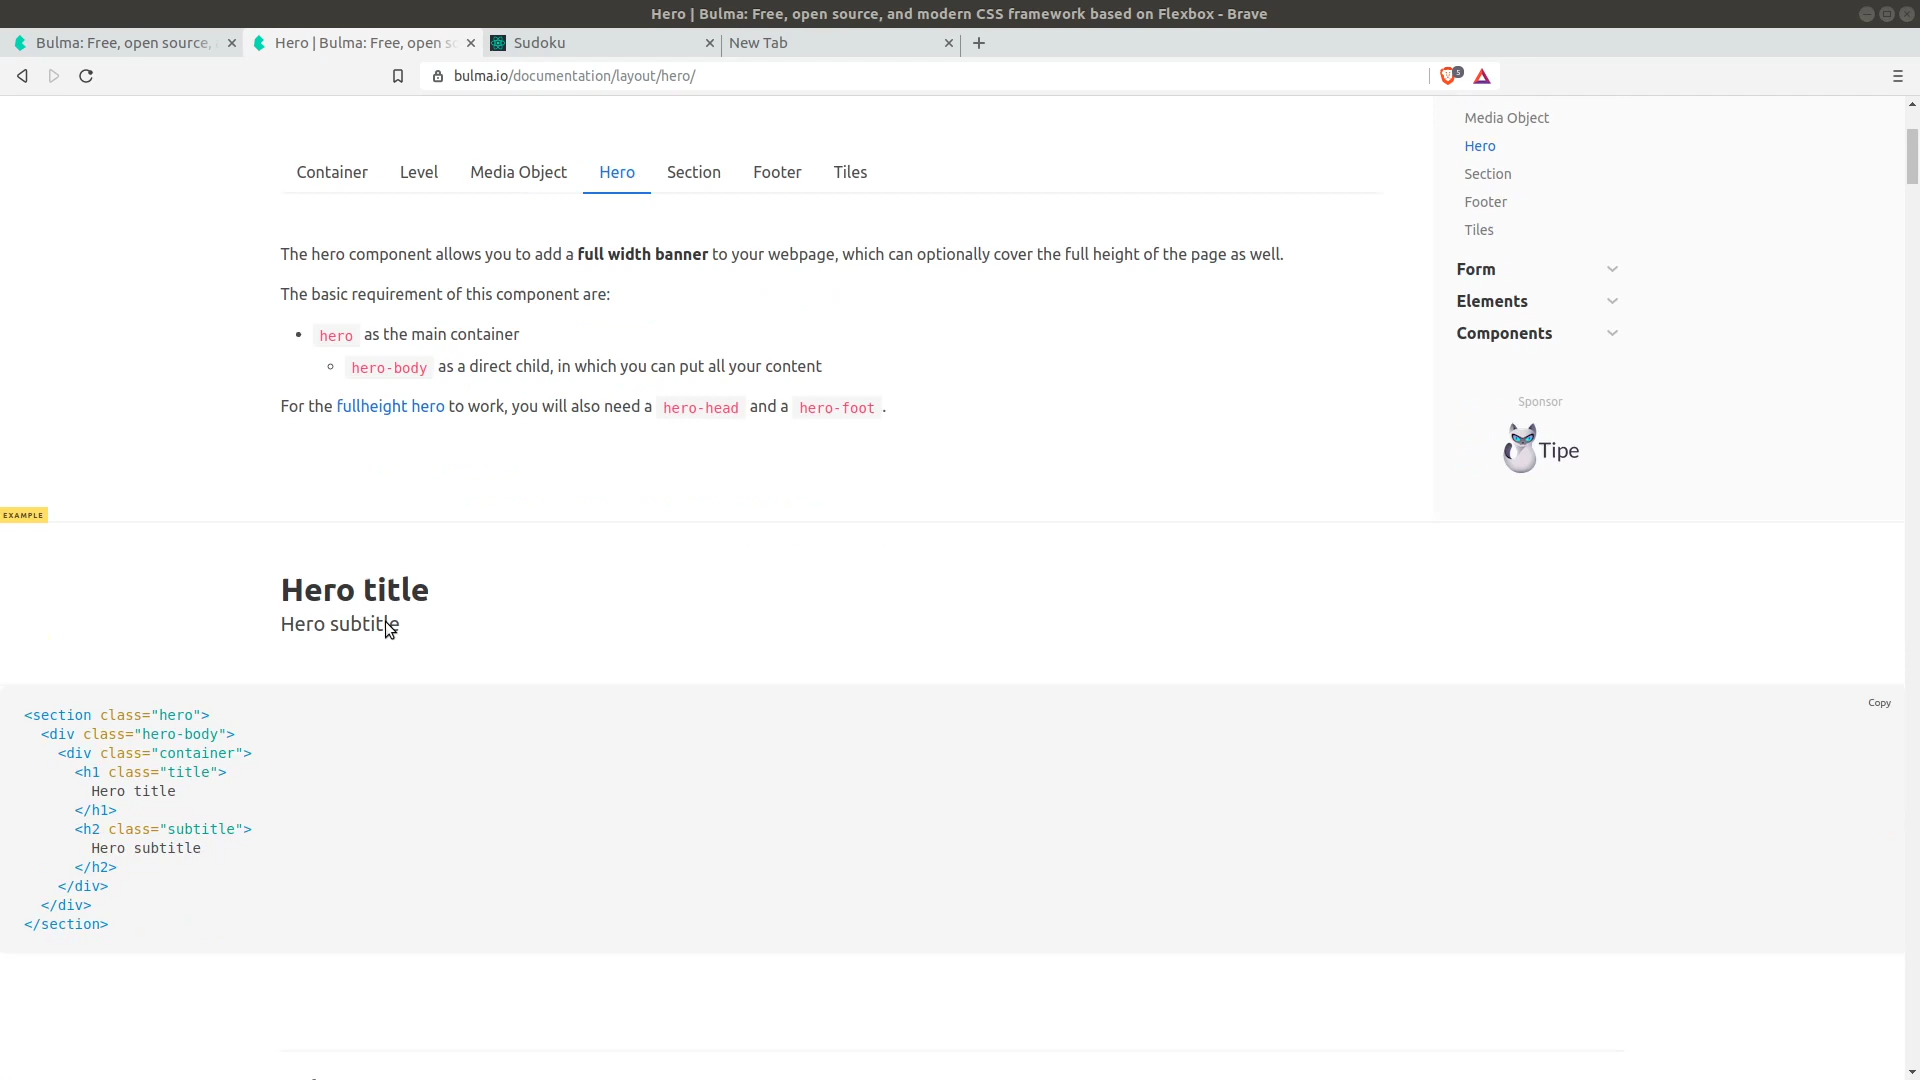 Hero | Bulma: Free, open source, and modern CSS framework based on Flexbox - Brave
Bulma: Free, open source,
Hero | Bulma: Free, open so
Sudoku
New Tab
bulma.io/documentation/layout/hero/
5
Container Level Media Object Hero Section Footer Tiles
The hero component allows you to add a full width banner to your webpage, which can optionally cover the full height of the page as well.
The basic requirement of this component are:
• hero as the main container
◦ hero-body as a direct child, in which you can put all your content
For the fullheight hero to work, you will also need a hero-head and a hero-foot .
Media Object
Hero
Section
Footer
Tiles
Form
Elements
Components
Sponsor
Tipe
EXAMPLE
Hero title
Hero subtitle
Copy
<section class="hero">
  <div class="hero-body">
    <div class="container">
      <h1 class="title">
        Hero title
      </h1>
      <h2 class="subtitle">
        Hero subtitle
      </h2>
    </div>
  </div>
</section>